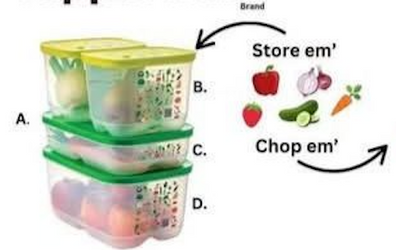 Brand
Store em'
B.
A.
C.
Chop em'
D.